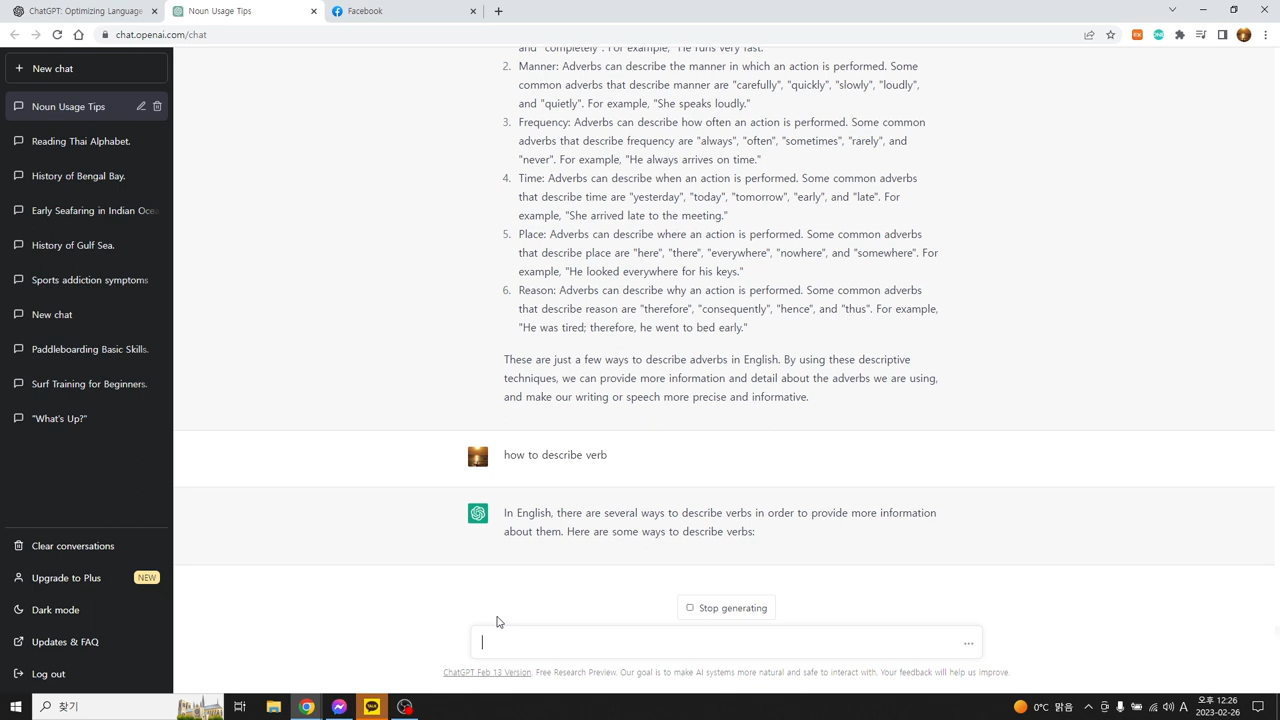 ChatGPT: Optimizing Language
Noun Usage Tips
Facebook
chat.openai.com/chat
New chat
Noun Usage Tips
Reading Thai Alphabet.
History of Bengal Bay.
Early Seafaring in Indian Ocea
History of Gulf Sea.
Sports addiction symptoms
New chat
Paddleboarding Basic Skills.
Surf Training for Beginners.
"What's Up?"
Clear conversations
Upgrade to Plus NEW
Dark mode
Updates & FAQ
Log out
and "completely". For example, "He runs very fast."
2. Manner: Adverbs can describe the manner in which an action is performed. Some
common adverbs that describe manner are "carefully", "quickly", "slowly", "loudly",
and "quietly". For example, "She speaks loudly."
3. Frequency: Adverbs can describe how often an action is performed. Some common
adverbs that describe frequency are "always", "often", "sometimes", "rarely", and
"never". For example, "He always arrives on time."
4. Time: Adverbs can describe when an action is performed. Some common adverbs
that describe time are "yesterday", "today", "tomorrow", "early", and "late". For
example, "She arrived late to the meeting."
5. Place: Adverbs can describe where an action is performed. Some common adverbs
that describe place are "here", "there", "everywhere", "nowhere", and "somewhere". For
example, "He looked everywhere for his keys."
6. Reason: Adverbs can describe why an action is performed. Some common adverbs
that describe reason are "therefore", "consequently", "hence", and "thus". For example,
"He was tired; therefore, he went to bed early."
These are just a few ways to describe adverbs in English. By using these descriptive
techniques, we can provide more information and detail about the adverbs we are using,
and make our writing or speech more precise and informative.
how to describe verb
In English, there are several ways to describe verbs in order to provide more information
about them. Here are some ways to describe verbs:
Stop generating
ChatGPT Feb 13 Version. Free Research Preview. Our goal is to make AI systems more natural and safe to interact with. Your feedback will help us improve.
찾기
TALK
0°C 맑음
A
오후 12:26
2023-02-26